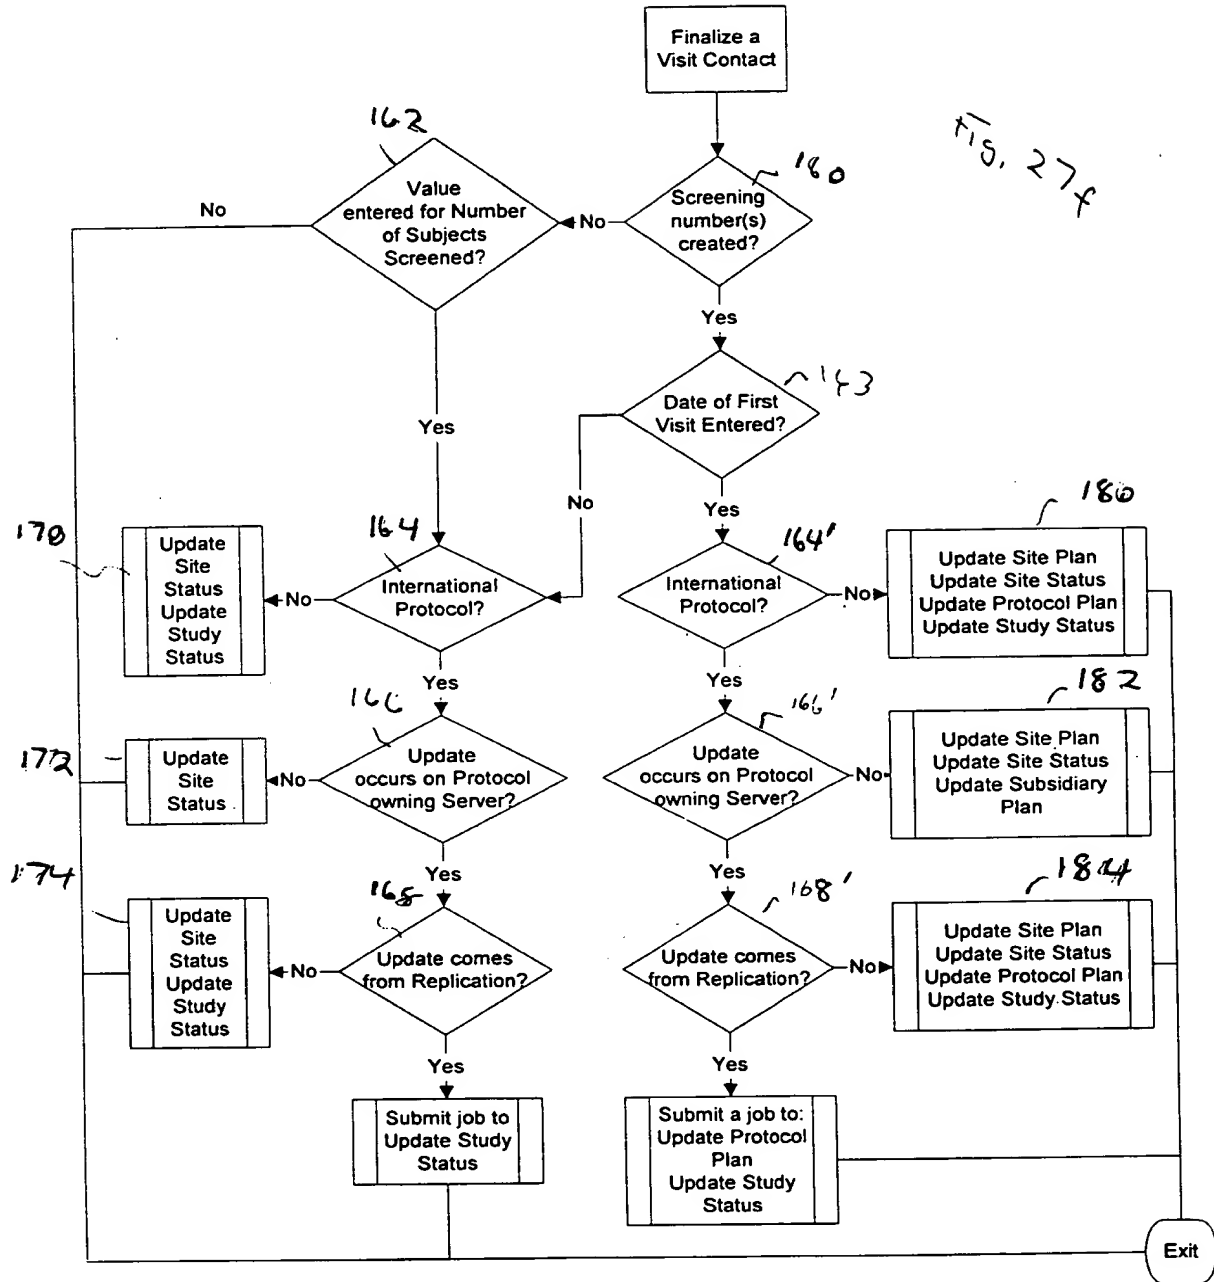 Finalize a
Visit Contact
Fig. 27f
162
180
Value
entered for Number
of Subjects
Screened?
No
No
Screening
number(s)
created?
Yes
143
Date of First
Visit Entered?
Yes
No
Yes
178
Update
Site
Status
Update
Study
Status
No
164
International
Protocol?
164'
International
Protocol?
No
180
Update Site Plan
Update Site Status
Update Protocol Plan
Update Study Status
Yes
Yes
172
Update
Site
Status
No
166
Update
occurs on Protocol
owning Server?
166'
Update
occurs on Protocol
owning Server?
No
182
Update Site Plan
Update Site Status
Update Subsidiary
Plan
Yes
Yes
174
Update
Site
Status
Update
Study
Status
No
168
Update comes
from Replication?
168'
Update comes
from Replication?
No
184
Update Site Plan
Update Site Status
Update Protocol Plan
Update Study Status
Yes
Yes
Submit job to
Update Study
Status
Submit a job to:
Update Protocol
Plan
Update Study
Status
Exit